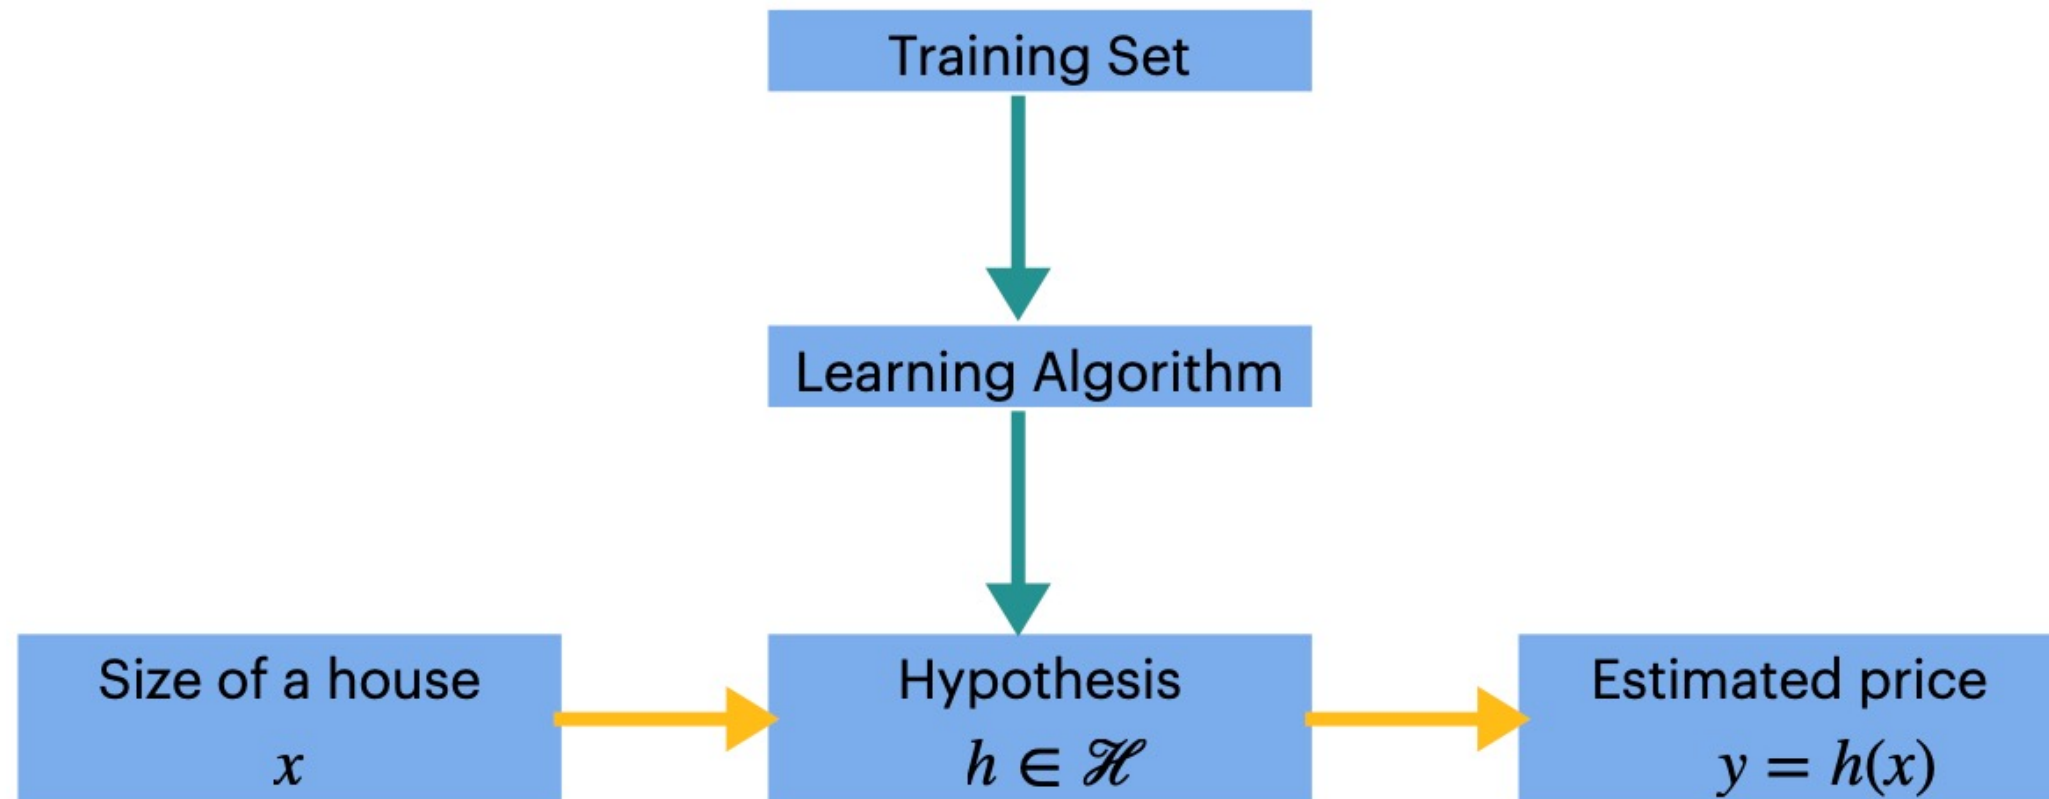 Training Set
Learning Algorithm
Size of a house
x
Hypothesis
h ∈ ℋ
Estimated price
y = h(x)